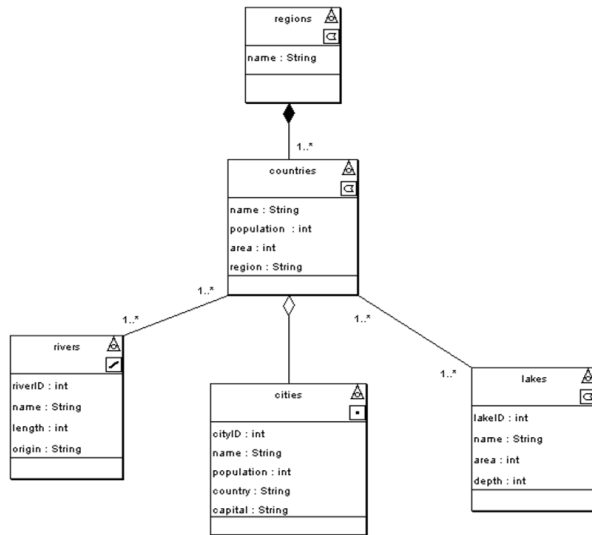 regions
name : String
1..*
countries
name : String
population : int
area : int
region : String
1..*
1..*
1..*
1..*
rivers
riverID : int
name : String
length : int
origin : String
cities
cityID : int
name : String
population : int
country : String
capital : String
lakes
lakeID : int
name : String
area : int
depth : int